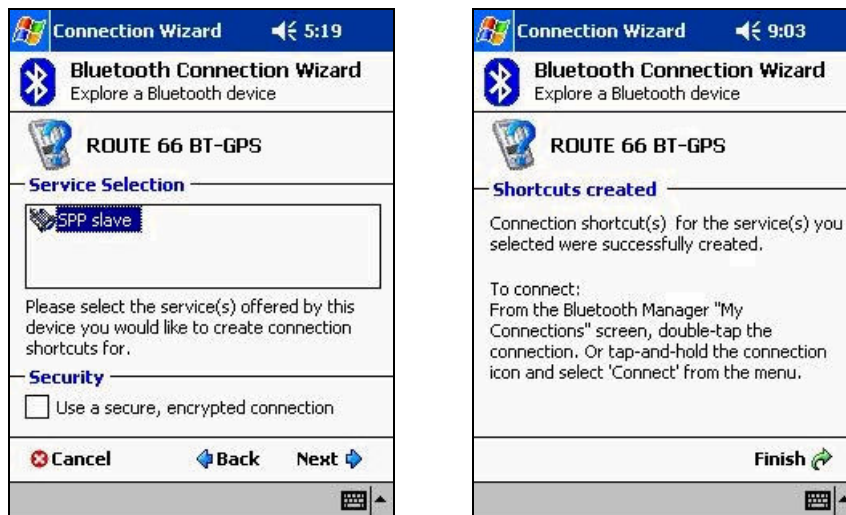 Connection Wizard 5:19
Bluetooth Connection Wizard
Explore a Bluetooth device
ROUTE 66 BT-GPS
Service Selection
SPP slave
Please select the service(s) offered by this
device you would like to create connection
shortcuts for.
Security
Use a secure, encrypted connection
Cancel Back Next
Connection Wizard 9:03
Bluetooth Connection Wizard
Explore a Bluetooth device
ROUTE 66 BT-GPS
Shortcuts created
Connection shortcut(s) for the service(s) you
selected were successfully created.
To connect:
From the Bluetooth Manager "My
Connections" screen, double-tap the
connection. Or tap-and-hold the connection
icon and select 'Connect' from the menu.
Finish